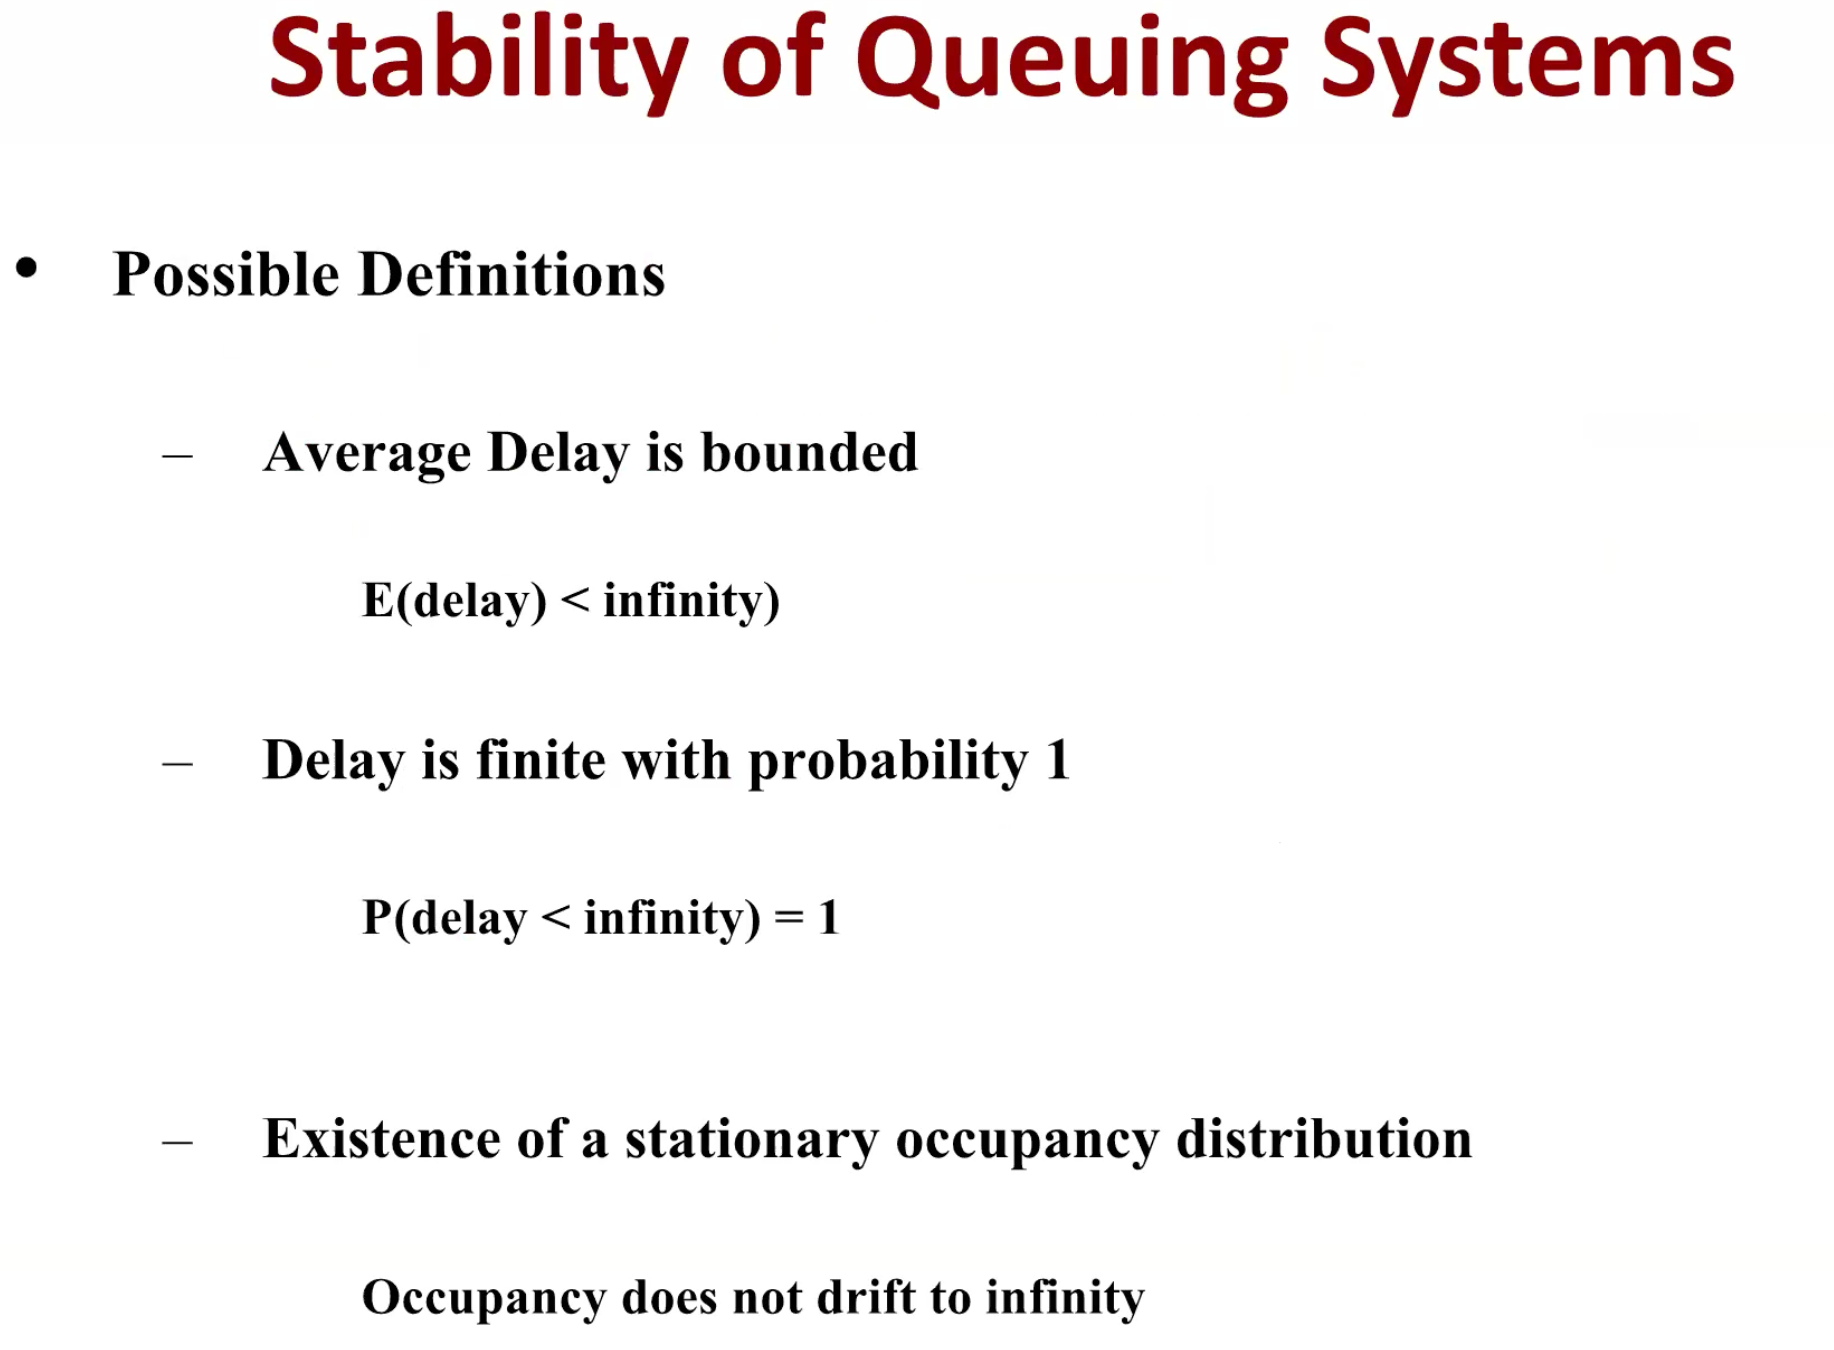 Stability of Queuing Systems
• Possible Definitions
– Average Delay is bounded
E(delay) < infinity)
– Delay is finite with probability 1
P(delay < infinity) = 1
– Existence of a stationary occupancy distribution
Occupancy does not drift to infinity